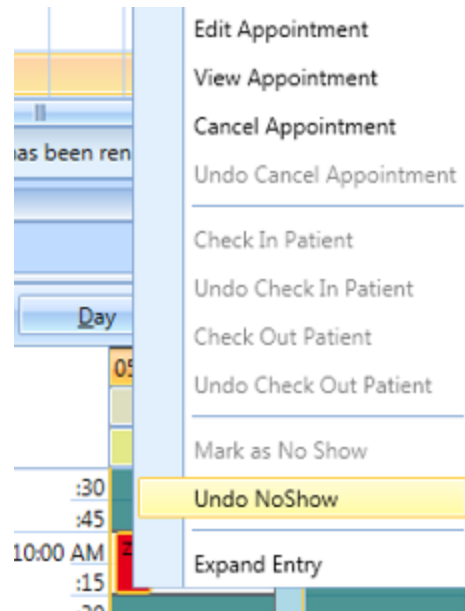 Edit Appointment
View Appointment
Cancel Appointment
has been ren
Undo Cancel Appointment
Check In Patient
Undo Check In Patient
Day
Check Out Patient
05
Undo Check Out Patient
Mark as No Show
:30
Undo NoShow
:45
10:00 AM
Expand Entry
:15